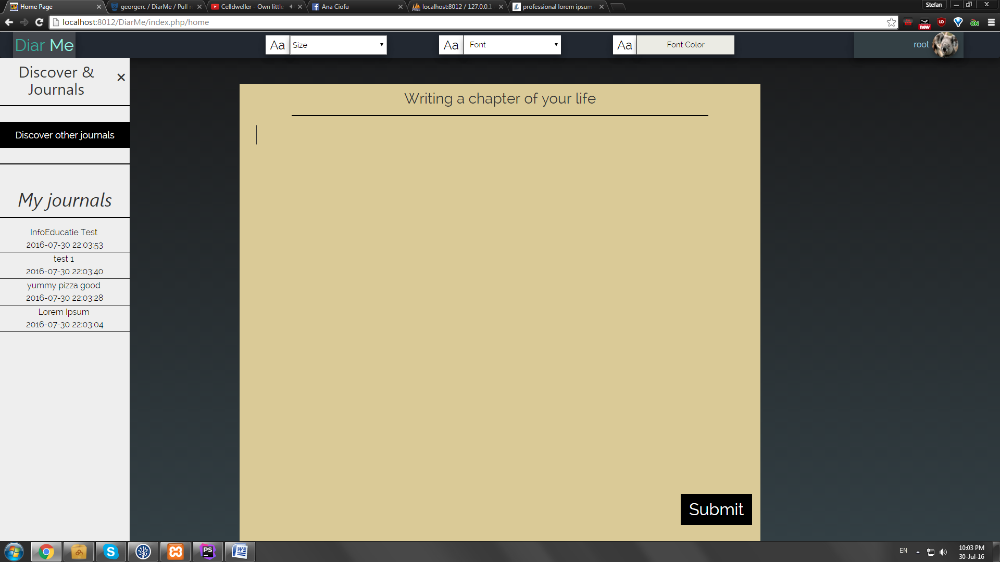 Home Page
georgerc / DiarMe / Pull r
Celldweller - Own little
Ana Ciofu
localhost:8012 / 127.0.0.1
professional lorem ipsum
Stefan
localhost:8012/DiarMe/index.php/home
new
UO
ON
Diar Me
Aa Size
Aa Font
Aa Font Color
root
Discover &
Journals
Discover other journals
My journals
InfoEducatie Test
2016-07-30 22:03:53
test 1
2016-07-30 22:03:40
yummy pizza good
2016-07-30 22:03:28
Lorem Ipsum
2016-07-30 22:03:04
Writing a chapter of your life
Submit
PS
EN
10:03 PM
30-Jul-16